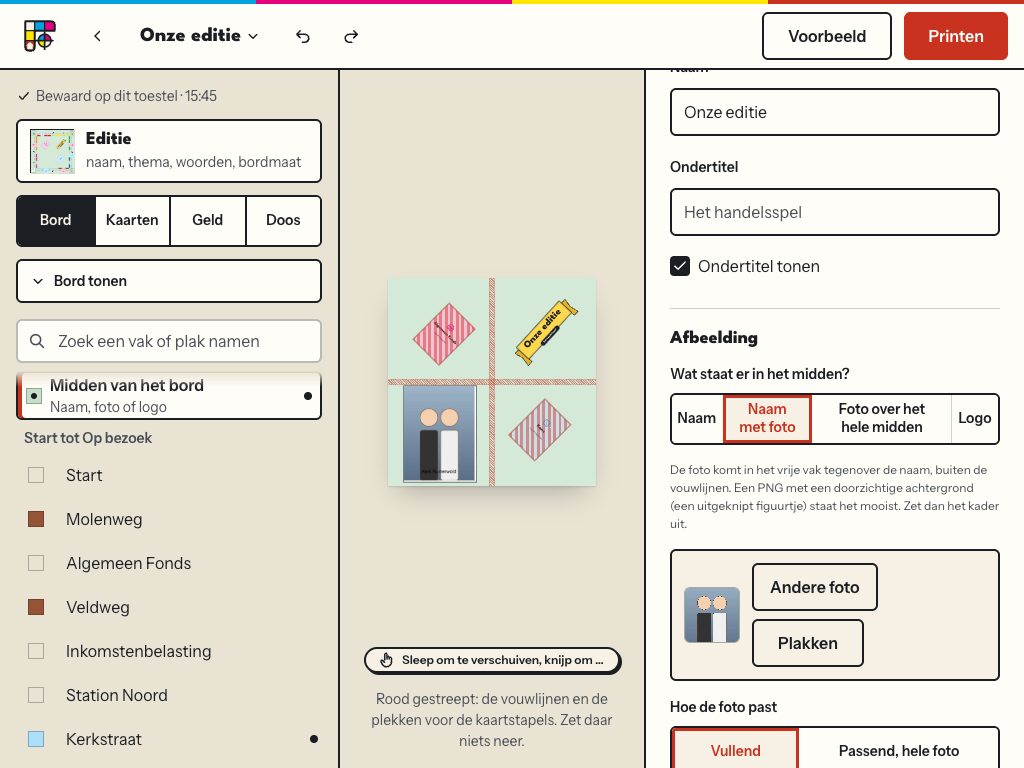 Onze editie
Voorbeeld
Printen
Bewaard op dit toestel · 15:45
Editie
naam, thema, woorden, bordmaat
Bord
Kaarten
Geld
Doos
Bord tonen
Zoek een vak of plak namen
Midden van het bord
Naam, foto of logo
Start tot Op bezoek
Start
Molenweg
Algemeen Fonds
Veldweg
Inkomstenbelasting
Station Noord
Kerkstraat
Onze editie
Sleep om te verschuiven, knijp om ...
Rood gestreept: de vouwlijnen en de
plekken voor de kaartstapels. Zet daar
niets neer.
Naam
Onze editie
Ondertitel
Het handelsspel
Ondertitel tonen
Afbeelding
Wat staat er in het midden?
Naam
Naam
met foto
Foto over het
hele midden
Logo
De foto komt in het vrije vak tegenover de naam, buiten de
vouwlijnen. Een PNG met een doorzichtige achtergrond
(een uitgeknipt figuurtje) staat het mooist. Zet dan het kader
uit.
Andere foto
Plakken
Hoe de foto past
Vullend
Passend, hele foto